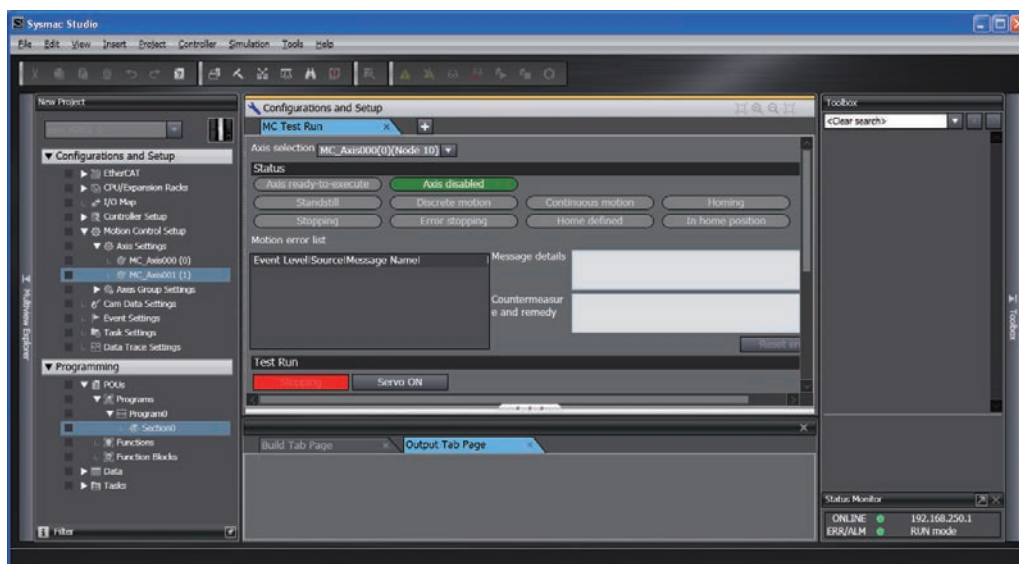 Sysmac Studio
File Edit View Insert Project Controller Simulation Tools Help
New Project
Configurations and Setup
EtherCAT
CPU/Expansion Racks
I/O Map
Controller Setup
Motion Control Setup
Axis Settings
MC_Axis000 (0)
MC_Axis001 (1)
Axes Group Settings
Cam Data Settings
Event Settings
Task Settings
Data Trace Settings
Programming
POUs
Programs
Program0
Section0
Functions
Function Blocks
Data
Tasks
Filter
Multiview Explorer
Configurations and Setup
MC Test Run
Axis selection MC_Axis000(0)(Node 10)
Status
Axis ready-to-execute Axis disabled
Standstill Discrete motion Continuous motion Homing
Stopping Error stopping Home defined In home position
Motion error list
Event Level|Source|Message Name|
Message details
Countermeasur
e and remedy
Reset err
Test Run
Stopping Servo ON
Build Tab Page Output Tab Page
Toolbox
<Clear search>
Toolbox
Status Monitor
ONLINE 192.168.250.1
ERR/ALM RUN mode